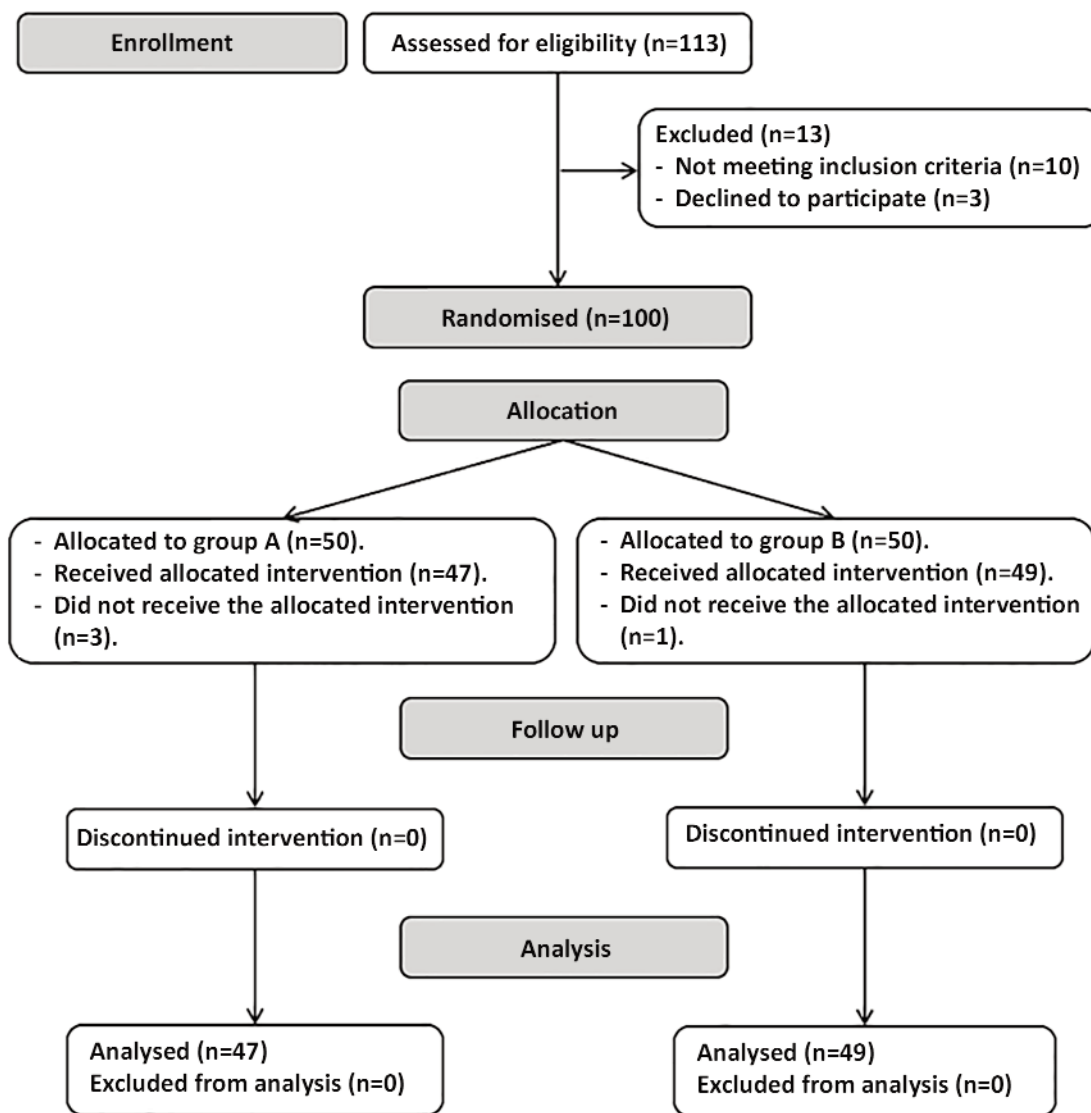 Enrollment
Assessed for eligibility (n=113)
Excluded (n=13)
- Not meeting inclusion criteria (n=10)
- Declined to participate (n=3)
Randomised (n=100)
Allocation
- Allocated to group A (n=50).
- Received allocated intervention (n=47).
- Did not receive the allocated intervention
(n=3).
- Allocated to group B (n=50).
- Received allocated intervention (n=49).
- Did not receive the allocated intervention
(n=1).
Follow up
Discontinued intervention (n=0)
Discontinued intervention (n=0)
Analysis
Analysed (n=47)
Excluded from analysis (n=0)
Analysed (n=49)
Excluded from analysis (n=0)